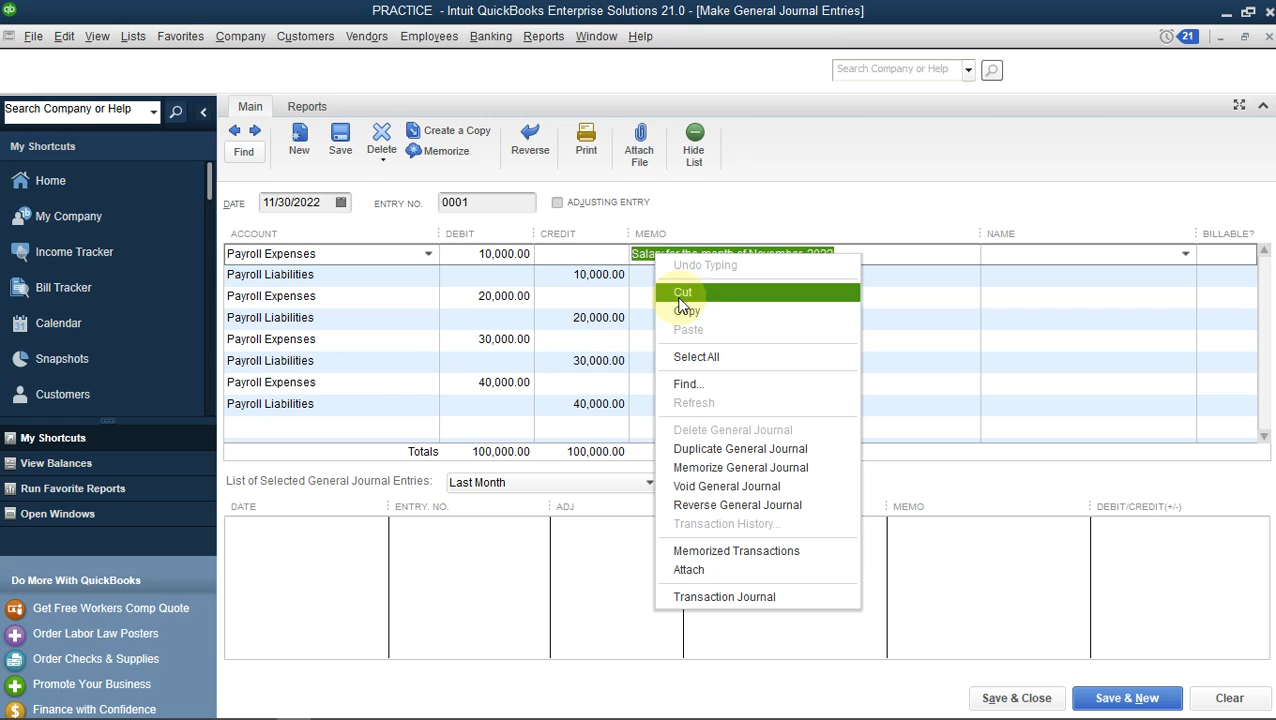 qb PRACTICE - Intuit QuickBooks Enterprise Solutions 21.0 - [Make General Journal Entries]
File Edit View Lists Favorites Company Customers Vendors Employees Banking Reports Window Help 21
Search Company or Help
Search Company or Help
Main Reports
My Shortcuts
Home
My Company
Income Tracker
Bill Tracker
Calendar
Snapshots
Customers
My Shortcuts
View Balances
Run Favorite Reports
Open Windows
Do More With QuickBooks
Get Free Workers Comp Quote
Order Labor Law Posters
Order Checks & Supplies
Promote Your Business
Finance with Confidence
Find New Save Delete Create a Copy Memorize Reverse Print Attach File Hide List
DATE 11/30/2022 ENTRY NO. 0001 ADJUSTING ENTRY
ACCOUNT DEBIT CREDIT MEMO NAME BILLABLE?
Payroll Expenses 10,000.00 Salary for the month of November, 2022
Payroll Liabilities 10,000.00
Payroll Expenses 20,000.00
Payroll Liabilities 20,000.00
Payroll Expenses 30,000.00
Payroll Liabilities 30,000.00
Payroll Expenses 40,000.00
Payroll Liabilities 40,000.00
Totals 100,000.00 100,000.00
List of Selected General Journal Entries: Last Month
DATE ENTRY. NO. ADJ MEMO DEBIT/CREDIT(+/-)
Undo Typing
Cut
Copy
Paste
Select All
Find...
Refresh
Delete General Journal
Duplicate General Journal
Memorize General Journal
Void General Journal
Reverse General Journal
Transaction History...
Memorized Transactions
Attach
Transaction Journal
Save & Close Save & New Clear